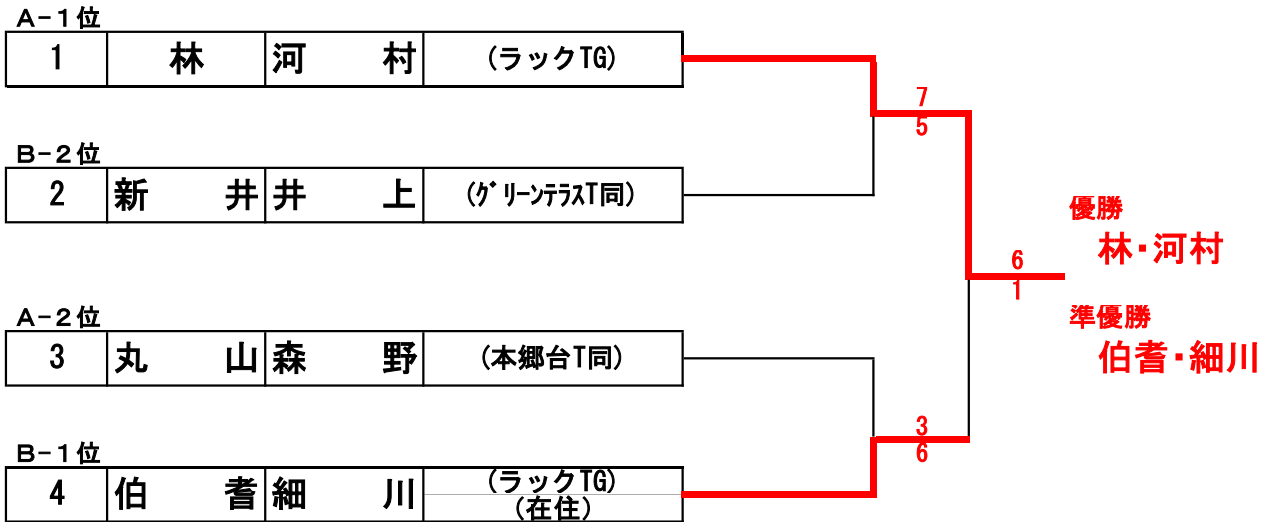 A-1位
1 林 河村 (ラックTG)
7
5
B-2位
2 新井 井上 (グリーンテラスT同)
優勝
林・河村
6
1
A-2位
準優勝
3 丸山 森野 (本郷台T同)
伯耆・細川
3
6
B-1位
4 伯耆 細川 (ラックTG)
(在住)